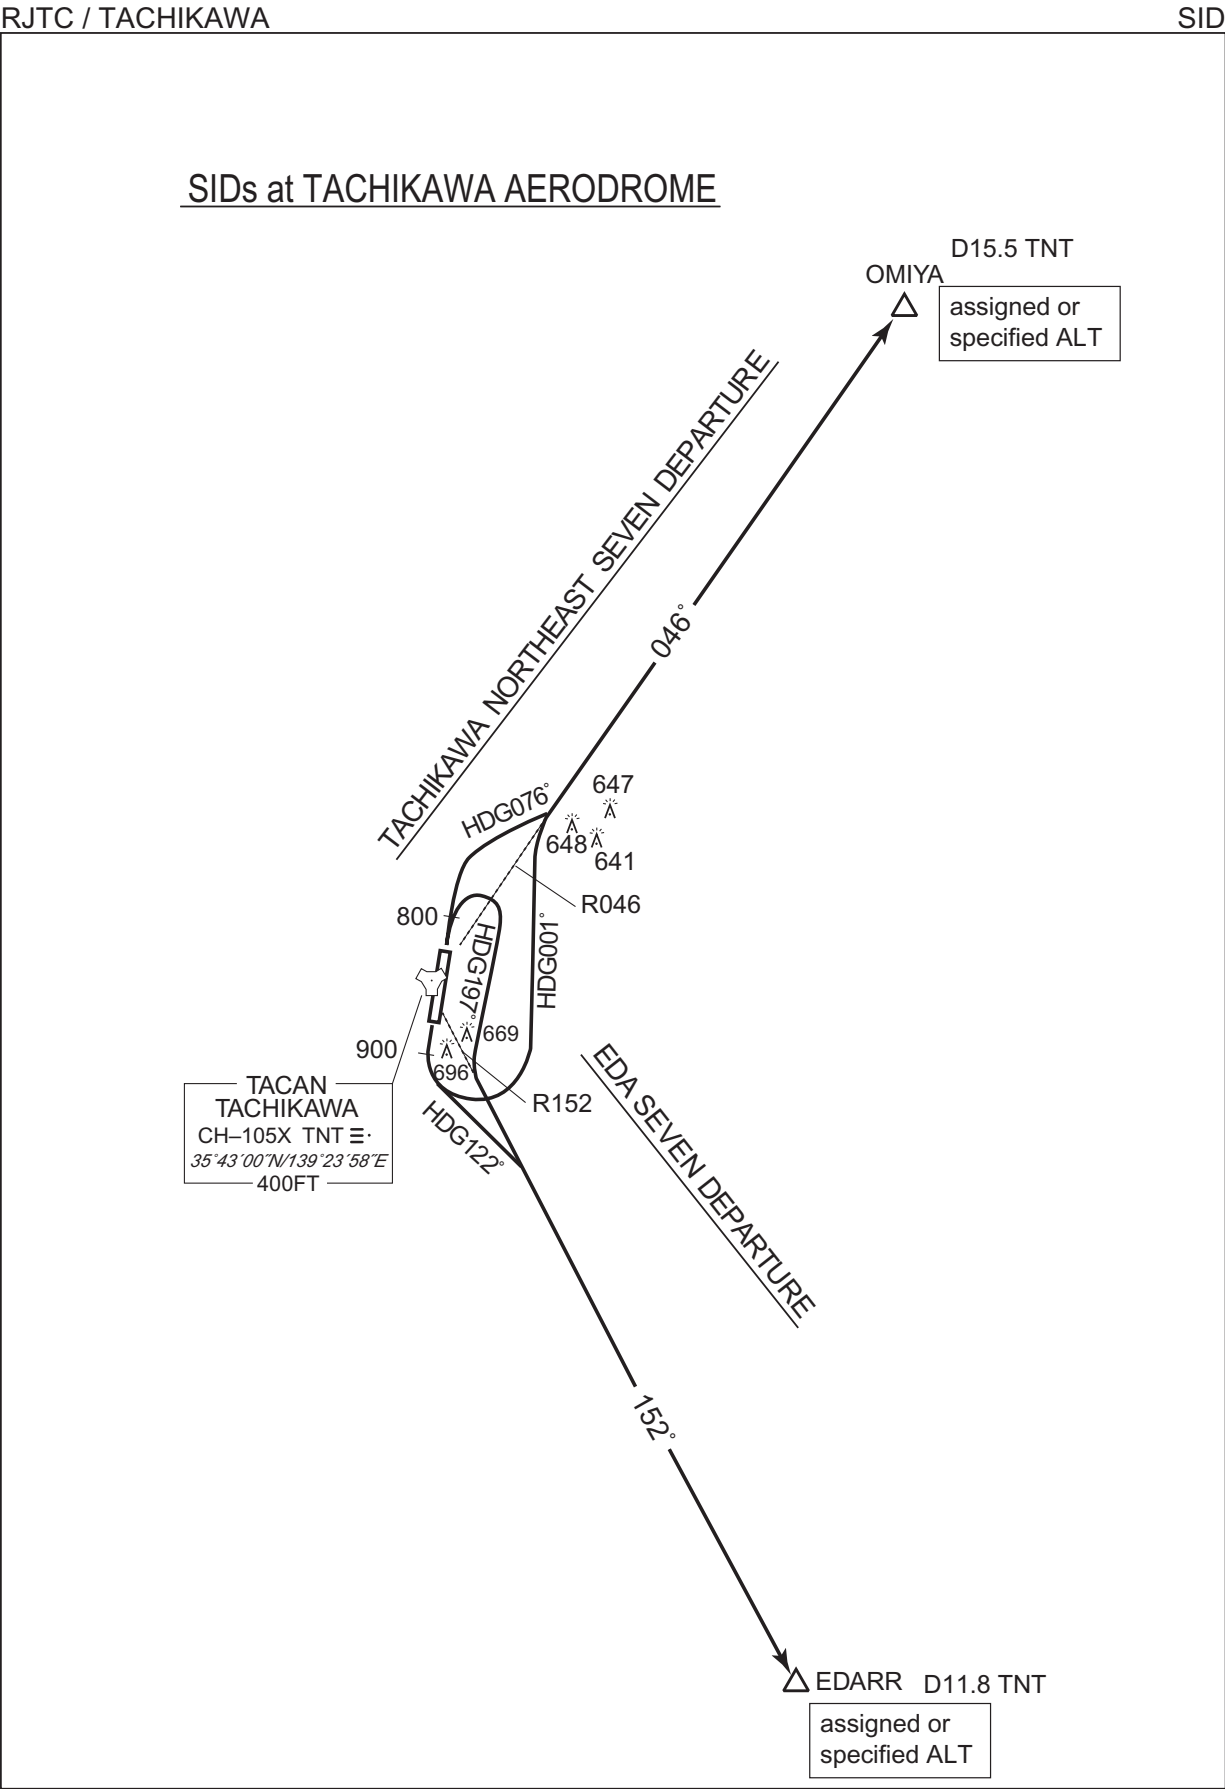 RJTC / TACHIKAWA
SID
SIDs at TACHIKAWA AERODROME
D15.5 TNT
OMIYA
assigned or
specified ALT
TACHIKAWA NORTHEAST SEVEN DEPARTURE
046°
HDG076°
647
648
641
R046
800
HDG197°
HDG001°
669
900
696
R152
TACAN
TACHIKAWA
CH–105X TNT
35°43′00″N/139°23′58″E
400FT
HDG122°
EDA SEVEN DEPARTURE
152°
EDARR D11.8 TNT
assigned or
specified ALT